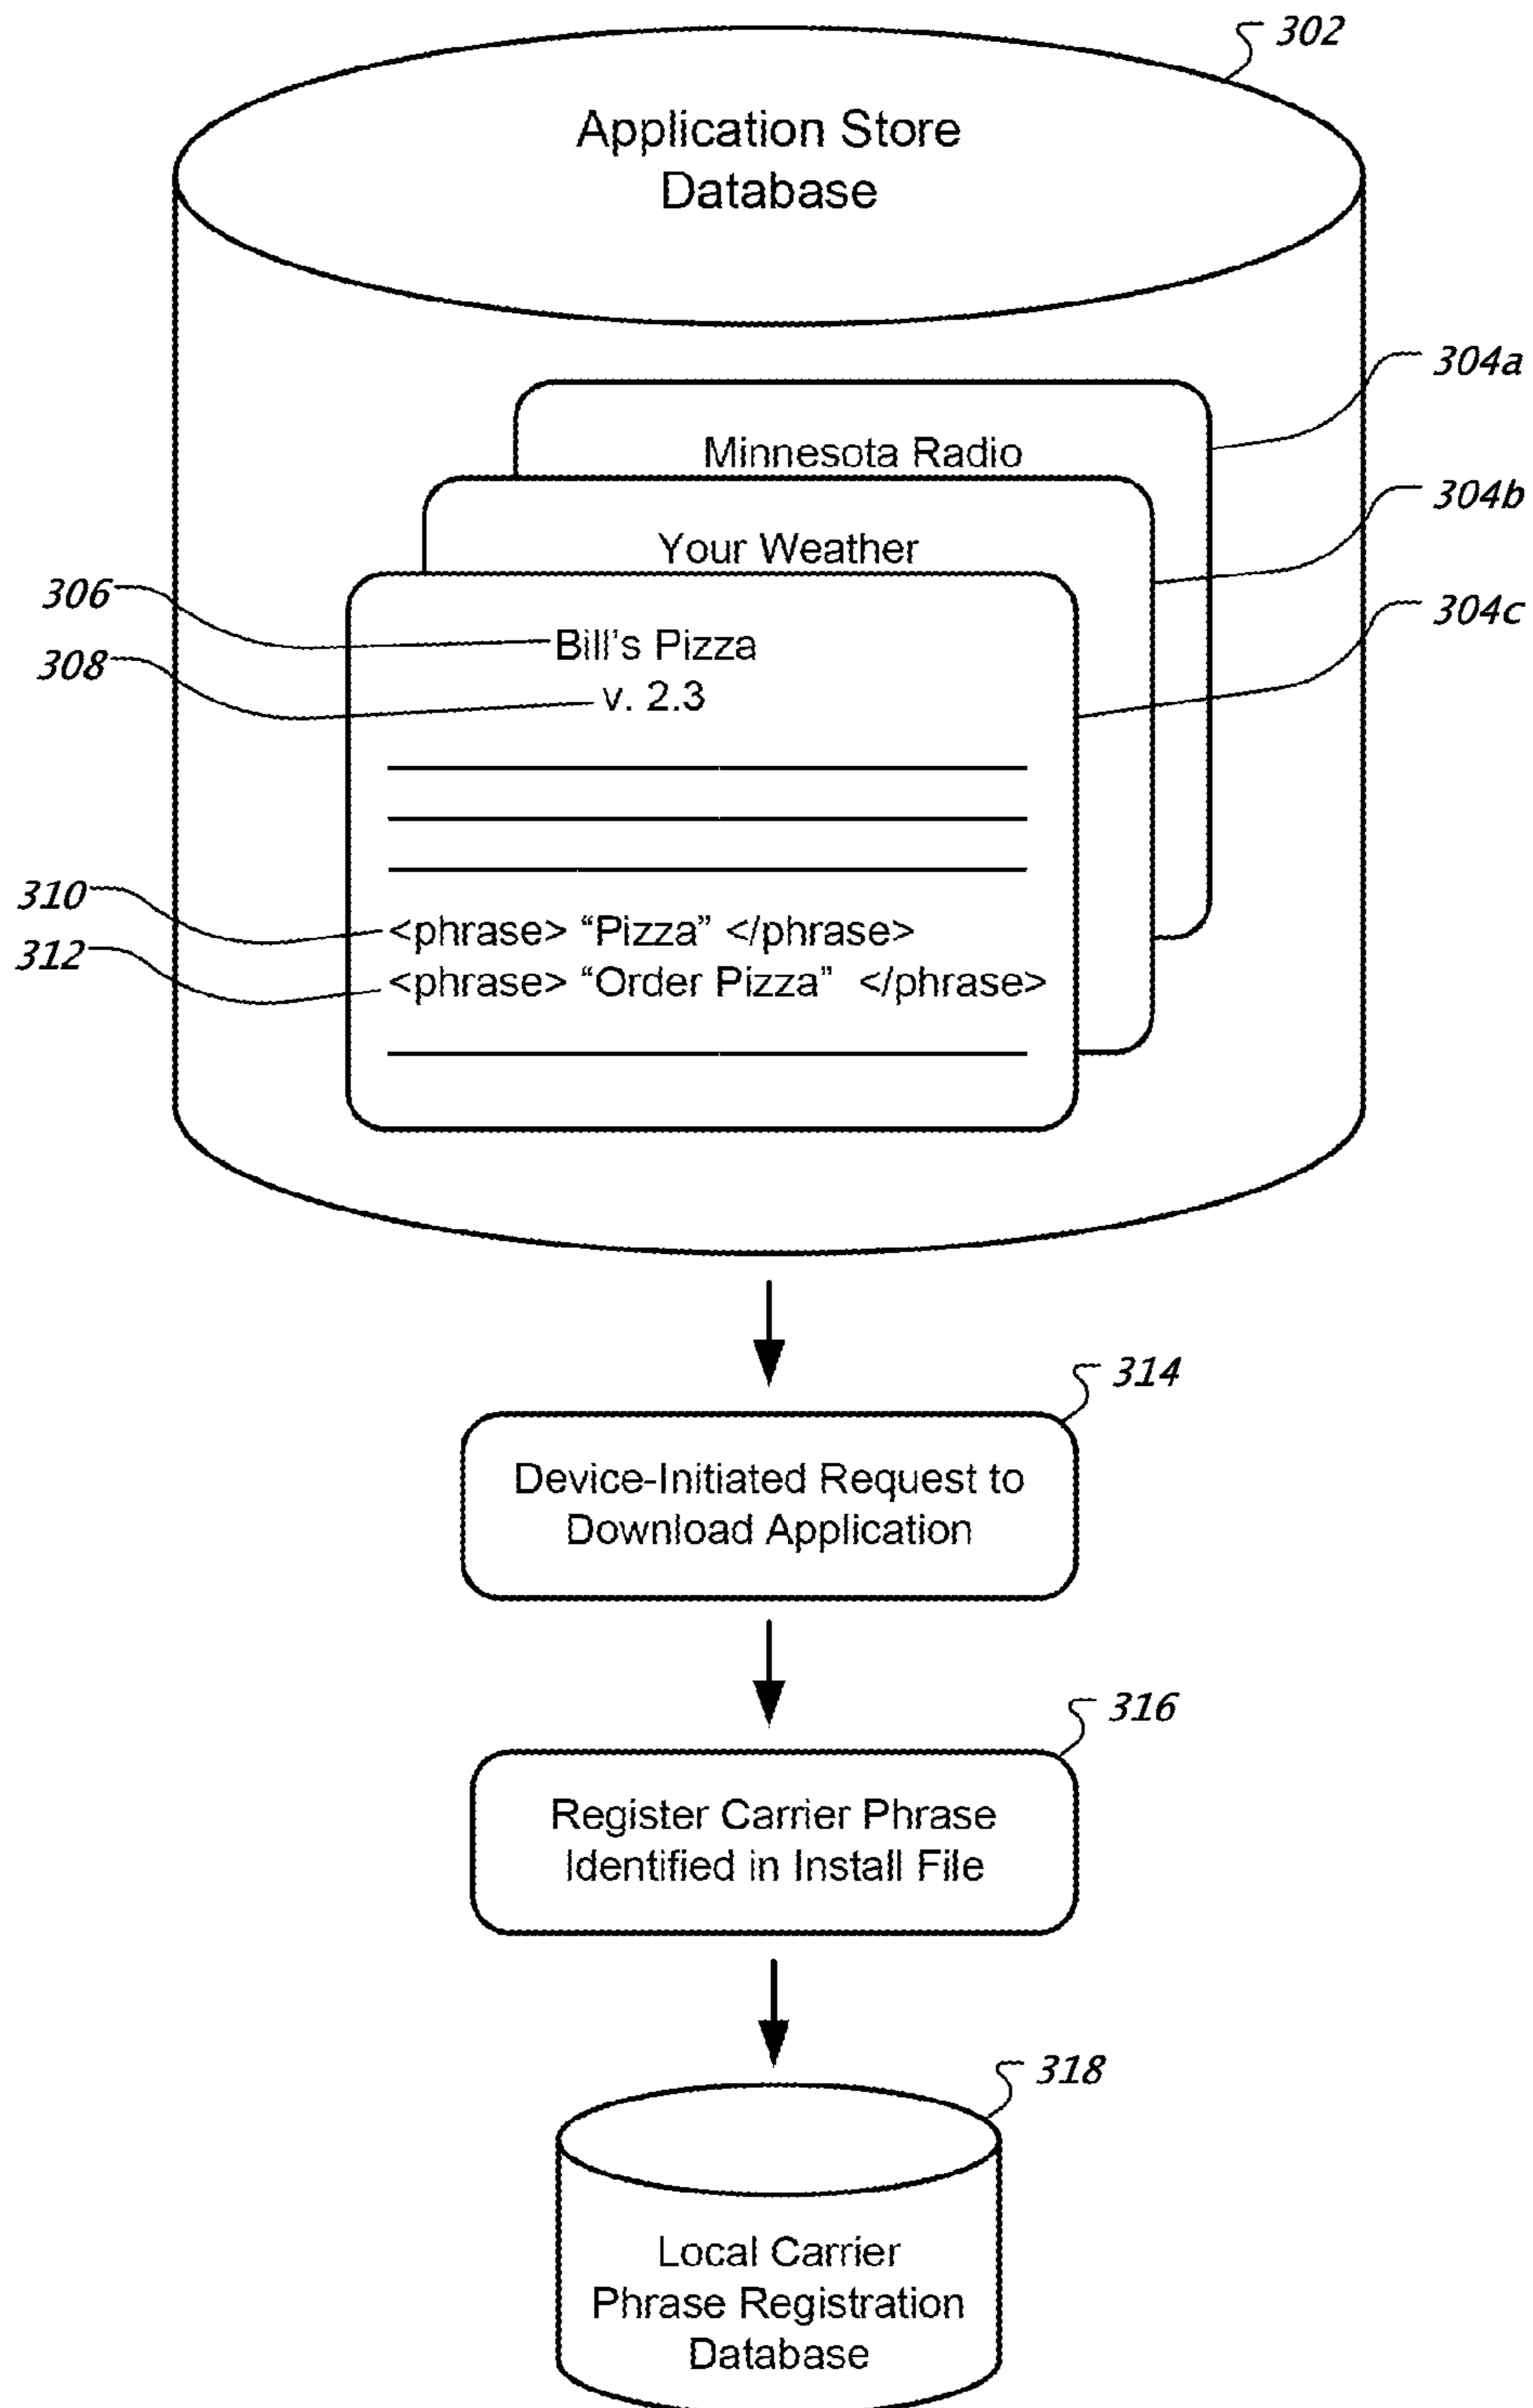 302
Application Store
Database
304a
Minnesota Radio
304b
Your Weather
306
304c
Bill's Pizza
308
v. 2.3
310
<phrase> “Pizza” </phrase>
312
<phrase> “Order Pizza” </phrase>
314
Device-Initiated Request to
Download Application
316
Register Carrier Phrase
Identified in Install File
318
Local Carrier
Phrase Registration
Database